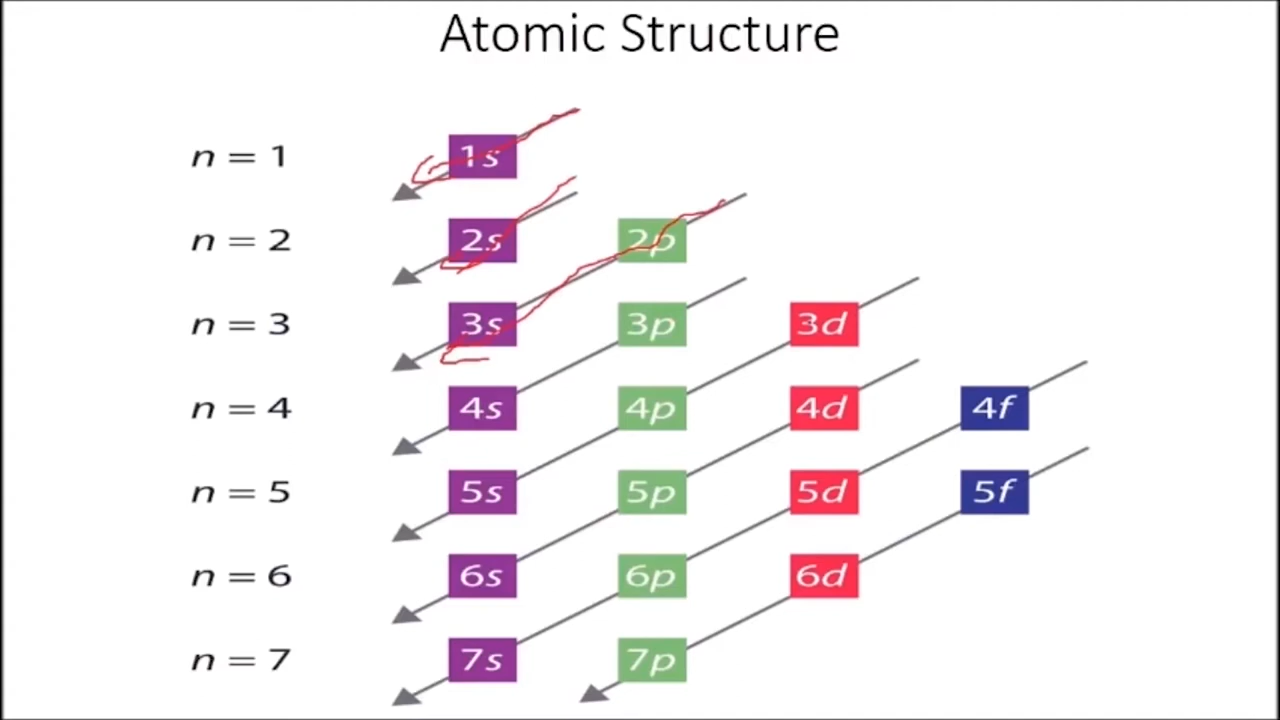 Atomic Structure
n = 1 1s
n = 2 2s 2p
n = 3 3s 3p 3d
n = 4 4s 4p 4d 4f
n = 5 5s 5p 5d 5f
n = 6 6s 6p 6d
n = 7 7s 7p